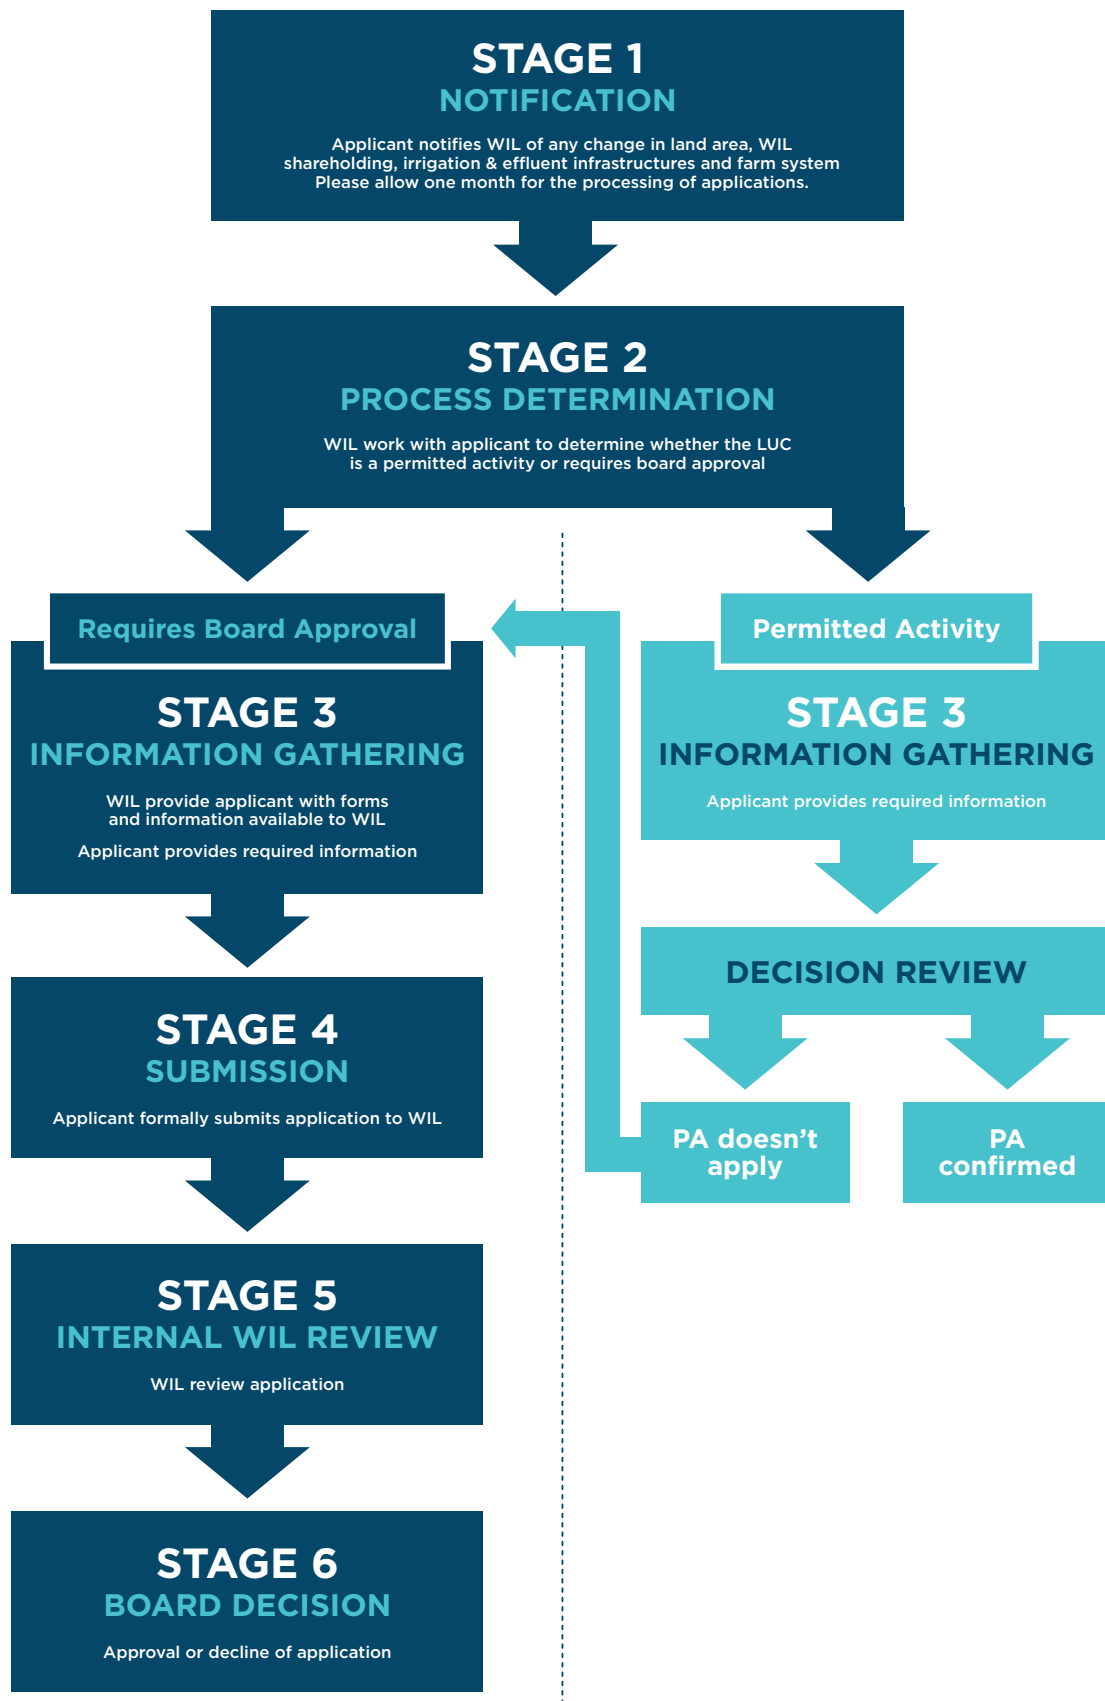 STAGE 1
NOTIFICATION
Applicant notifies WIL of any change in land area, WIL
shareholding, irrigation & effluent infrastructures and farm system
Please allow one month for the processing of applications.
STAGE 2
PROCESS DETERMINATION
WIL work with applicant to determine whether the LUC
is a permitted activity or requires board approval
Requires Board Approval
STAGE 3
INFORMATION GATHERING
WIL provide applicant with forms
and information available to WIL
Applicant provides required information
STAGE 4
SUBMISSION
Applicant formally submits application to WIL
STAGE 5
INTERNAL WIL REVIEW
WIL review application
STAGE 6
BOARD DECISION
Approval or decline of application
Permitted Activity
STAGE 3
INFORMATION GATHERING
Applicant provides required information
DECISION REVIEW
PA doesn't
apply
PA
confirmed